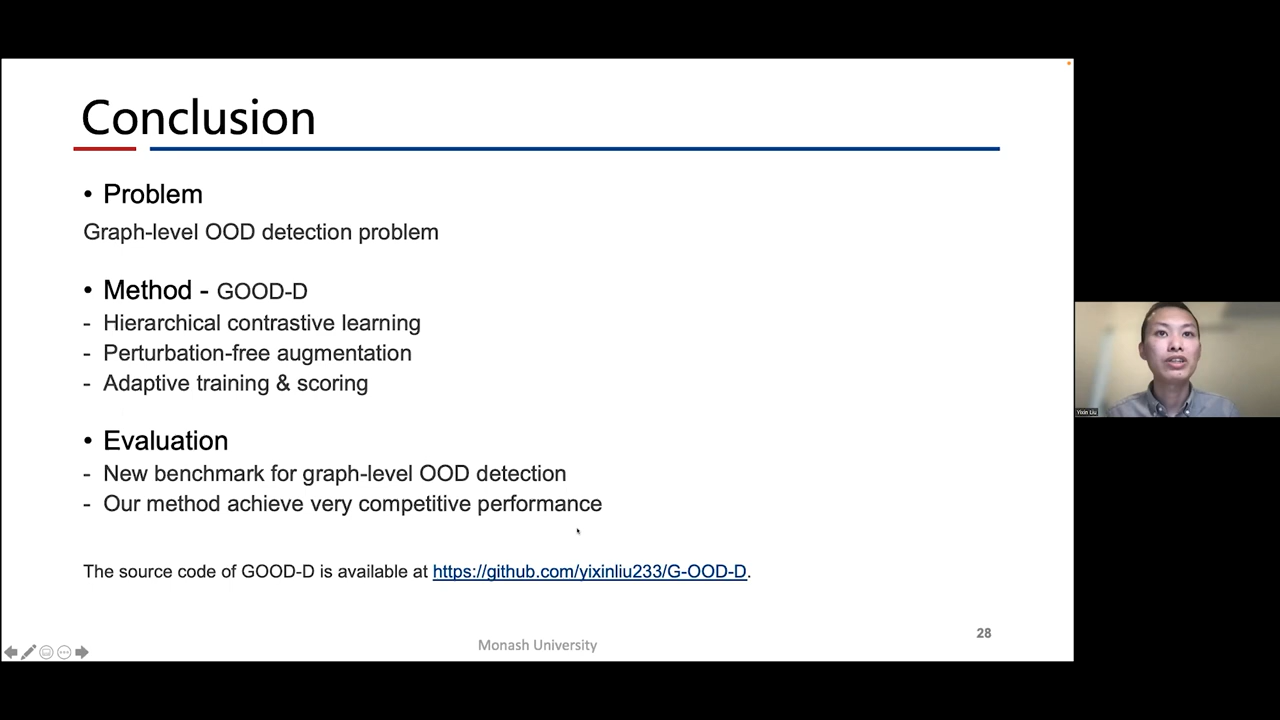 Conclusion
• Problem
Graph-level OOD detection problem
• Method - GOOD-D
- Hierarchical contrastive learning
- Perturbation-free augmentation
- Adaptive training & scoring
• Evaluation
- New benchmark for graph-level OOD detection
- Our method achieve very competitive performance
The source code of GOOD-D is available at https://github.com/yixinliu233/G-OOD-D.
28
Monash University
Yixin Liu